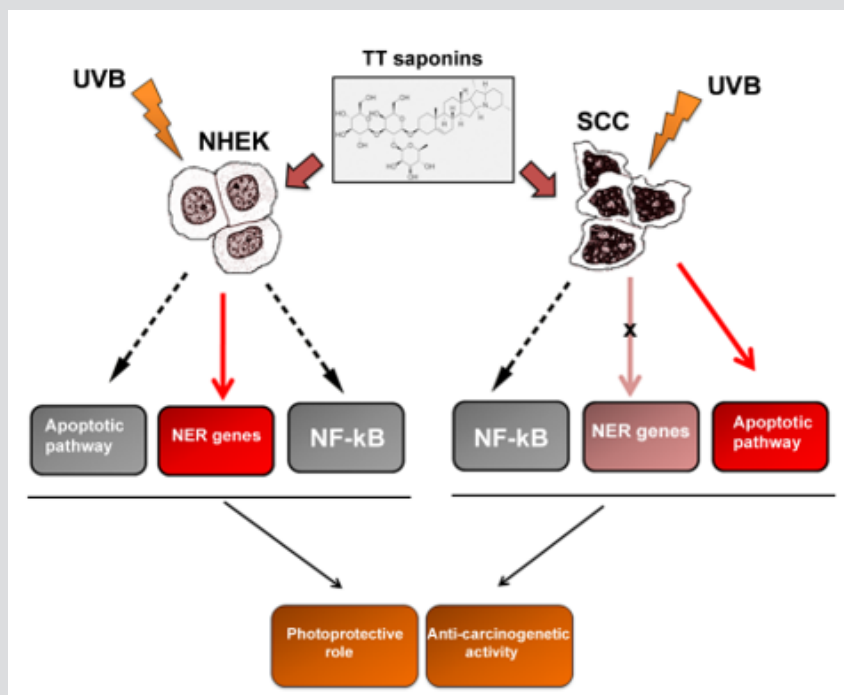 TT saponins
UVB
UVB
NHEK
SCC
Apoptotic
pathway
NER genes
NF-kB
NF-kB
NER genes
Apoptotic
pathway
x
Photoprotective
role
Anti-carcinogenetic
activity